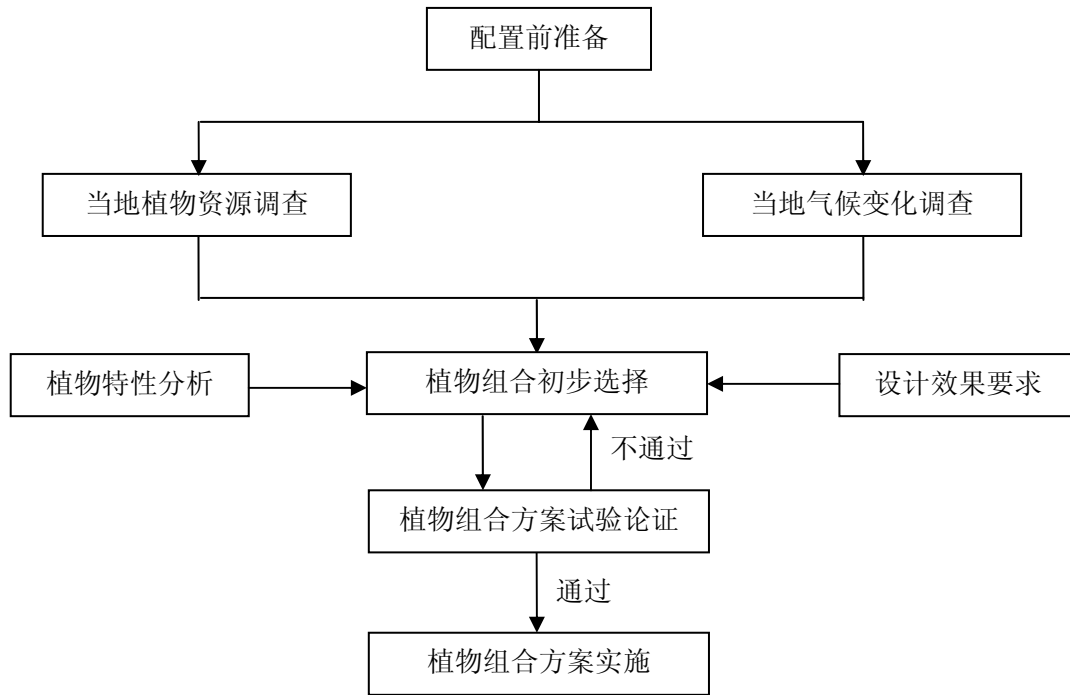 配置前准备
当地植物资源调查
当地气候变化调查
植物特性分析
植物组合初步选择
设计效果要求
不通过
植物组合方案试验论证
通过
植物组合方案实施